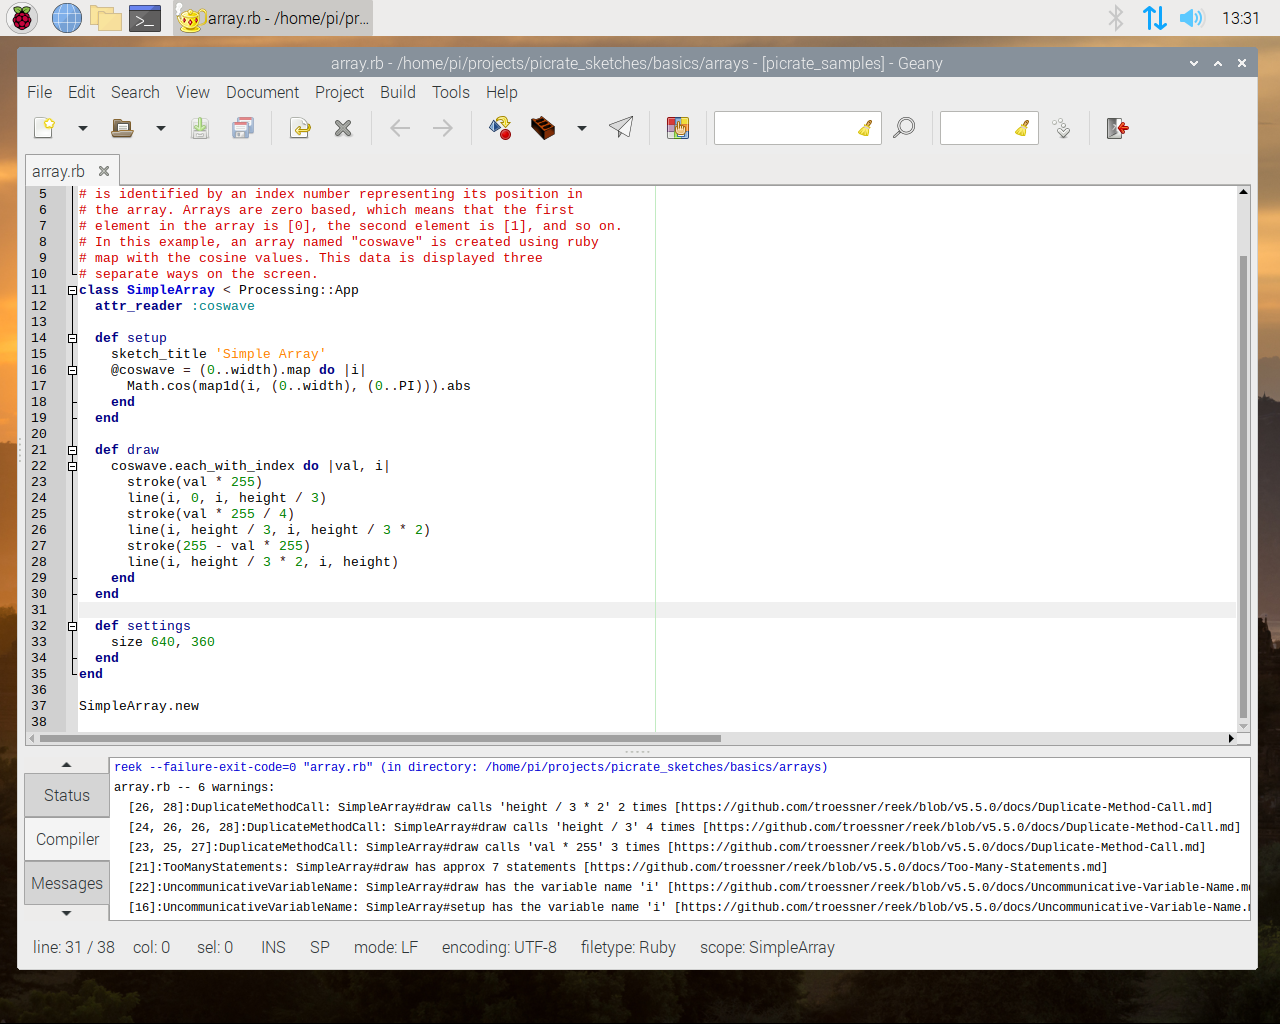 array.rb - /home/pi/pr...
13:31
array.rb - /home/pi/projects/picrate_sketches/basics/arrays - [picrate_samples] - Geany
File Edit Search View Document Project Build Tools Help
array.rb
5 # is identified by an index number representing its position in
6 # the array. Arrays are zero based, which means that the first
7 # element in the array is [0], the second element is [1], and so on.
8 # In this example, an array named "coswave" is created using ruby
9 # map with the cosine values. This data is displayed three
10 # separate ways on the screen.
11 class SimpleArray < Processing::App
12   attr_reader :coswave
13
14   def setup
15     sketch_title 'Simple Array'
16     @coswave = (0..width).map do |i|
17       Math.cos(map1d(i, (0..width), (0..PI))).abs
18     end
19   end
20
21   def draw
22     coswave.each_with_index do |val, i|
23       stroke(val * 255)
24       line(i, 0, i, height / 3)
25       stroke(val * 255 / 4)
26       line(i, height / 3, i, height / 3 * 2)
27       stroke(255 - val * 255)
28       line(i, height / 3 * 2, i, height)
29     end
30   end
31
32   def settings
33     size 640, 360
34   end
35 end
36
37 SimpleArray.new
38
Status
Compiler
Messages
reek --failure-exit-code=0 "array.rb" (in directory: /home/pi/projects/picrate_sketches/basics/arrays)
array.rb -- 6 warnings:
[26, 28]:DuplicateMethodCall: SimpleArray#draw calls 'height / 3 * 2' 2 times [https://github.com/troessner/reek/blob/v5.5.0/docs/Duplicate-Method-Call.md]
[24, 26, 26, 28]:DuplicateMethodCall: SimpleArray#draw calls 'height / 3' 4 times [https://github.com/troessner/reek/blob/v5.5.0/docs/Duplicate-Method-Call.md]
[23, 25, 27]:DuplicateMethodCall: SimpleArray#draw calls 'val * 255' 3 times [https://github.com/troessner/reek/blob/v5.5.0/docs/Duplicate-Method-Call.md]
[21]:TooManyStatements: SimpleArray#draw has approx 7 statements [https://github.com/troessner/reek/blob/v5.5.0/docs/Too-Many-Statements.md]
[22]:UncommunicativeVariableName: SimpleArray#draw has the variable name 'i' [https://github.com/troessner/reek/blob/v5.5.0/docs/Uncommunicative-Variable-Name.m
[16]:UncommunicativeVariableName: SimpleArray#setup has the variable name 'i' [https://github.com/troessner/reek/blob/v5.5.0/docs/Uncommunicative-Variable-Name.
line: 31 / 38 col: 0 sel: 0 INS SP mode: LF encoding: UTF-8 filetype: Ruby scope: SimpleArray